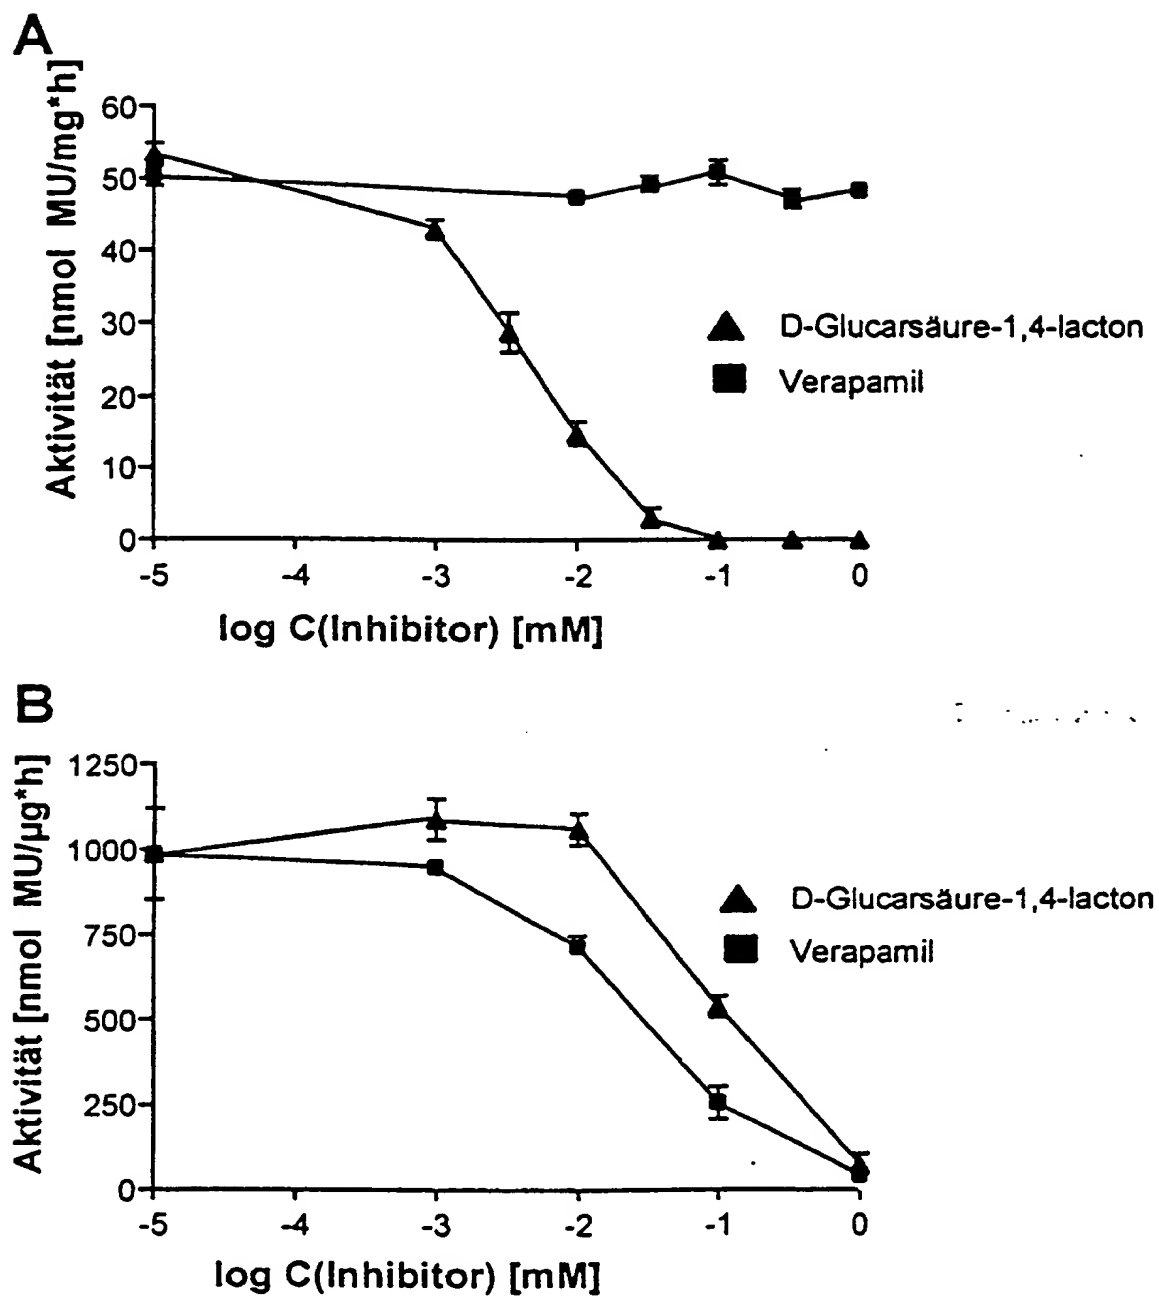 A
Aktivität [nmol MU/mg*h]
60
50
40
30
20
10
0
-5 -4 -3 -2 -1 0
log C(Inhibitor) [mM]
D-Glucarsäure-1,4-lacton
Verapamil
B
Aktivität [nmol MU/µg*h]
1250
1000
750
500
250
0
-5 -4 -3 -2 -1 0
log C(Inhibitor) [mM]
D-Glucarsäure-1,4-lacton
Verapamil